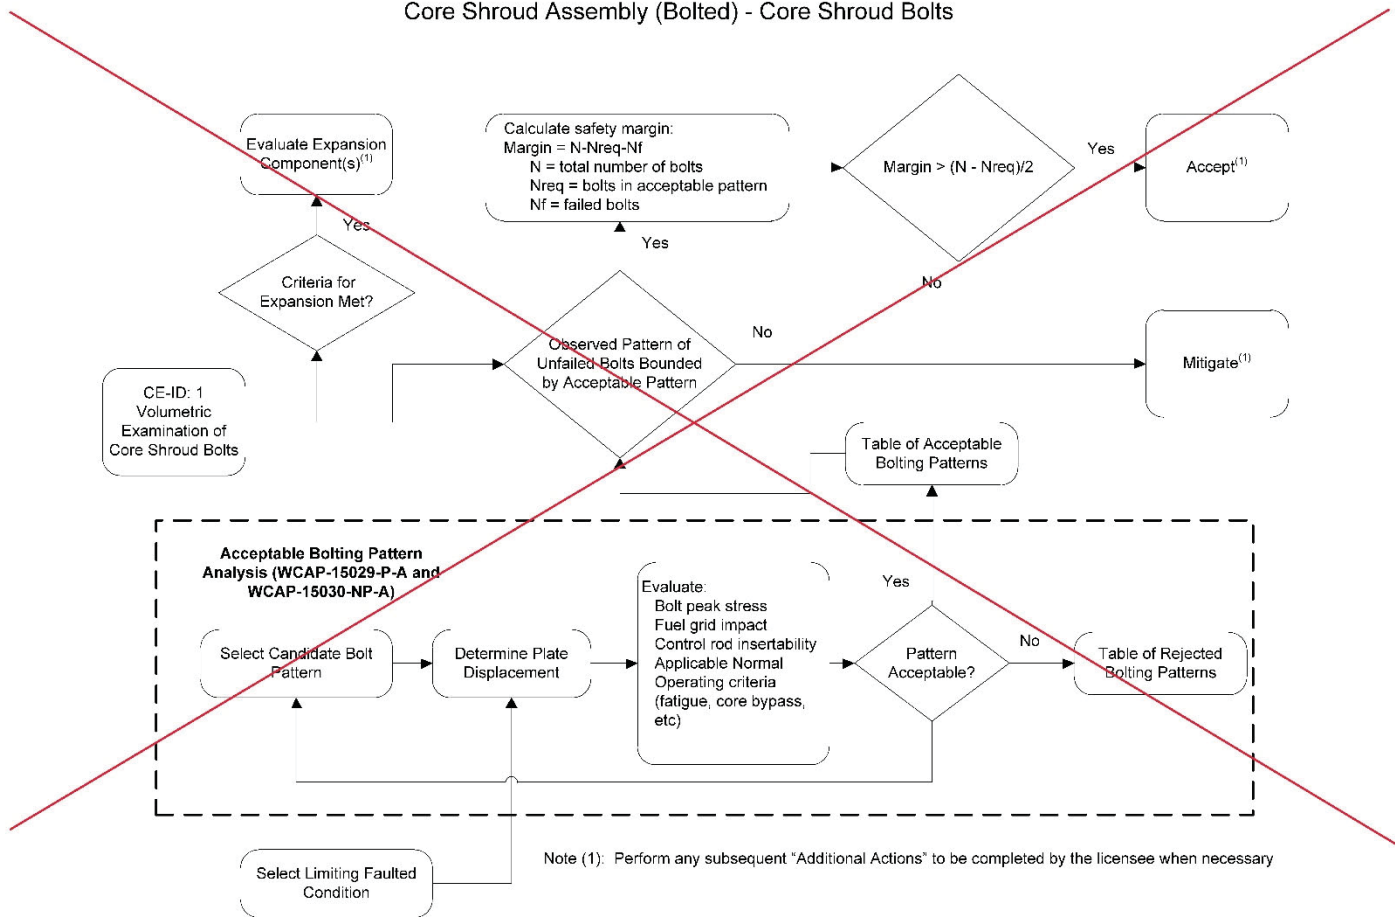 Core Shroud Assembly (Bolted) - Core Shroud Bolts
Evaluate Expansion
Component(s)(1)
Yes
Criteria for
Expansion Met?
CE-ID: 1
Volumetric
Examination of
Core Shroud Bolts
Calculate safety margin:
Margin = N-Nreq-Nf
N = total number of bolts
Nreq = bolts in acceptable pattern
Nf = failed bolts
Yes
Observed Pattern of
Unfailed Bolts Bounded
by Acceptable Pattern
No
Margin > (N - Nreq)/2
Yes
No
Accept(1)
Mitigate(1)
Table of Acceptable
Bolting Patterns
Acceptable Bolting Pattern
Analysis (WCAP-15029-P-A and
WCAP-15030-NP-A)
Select Candidate Bolt
Pattern
Determine Plate
Displacement
Evaluate:
Bolt peak stress
Fuel grid impact
Control rod insertability
Applicable Normal
Operating criteria
(fatigue, core bypass,
etc)
Yes
Pattern
Acceptable?
No
Table of Rejected
Bolting Patterns
Select Limiting Faulted
Condition
Note (1): Perform any subsequent “Additional Actions” to be completed by the licensee when necessary